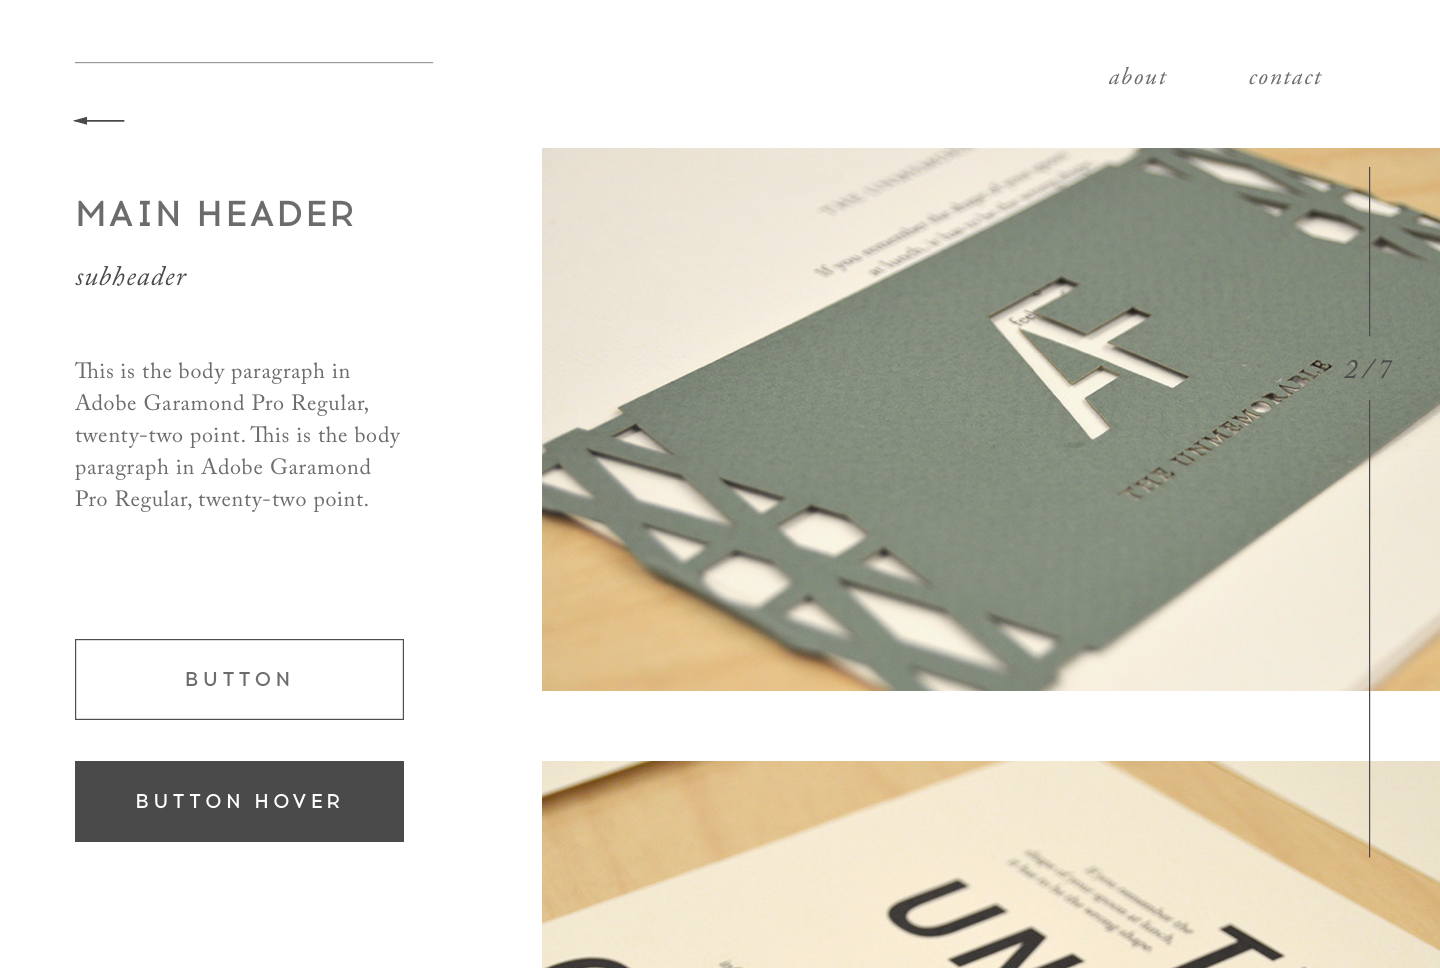 about contact
MAIN HEADER
subheader
This is the body paragraph in
Adobe Garamond Pro Regular,
twenty-two point. This is the body
paragraph in Adobe Garamond
Pro Regular, twenty-two point.
BUTTON
BUTTON HOVER
If you remember the shape of your spoon
at lunch, it has to be the wrong shape.
feel
AF
THE UNMEMORABLE
2/7
If you remember the
shape of your spoon at lunch,
it has to be the wrong shape.
UN